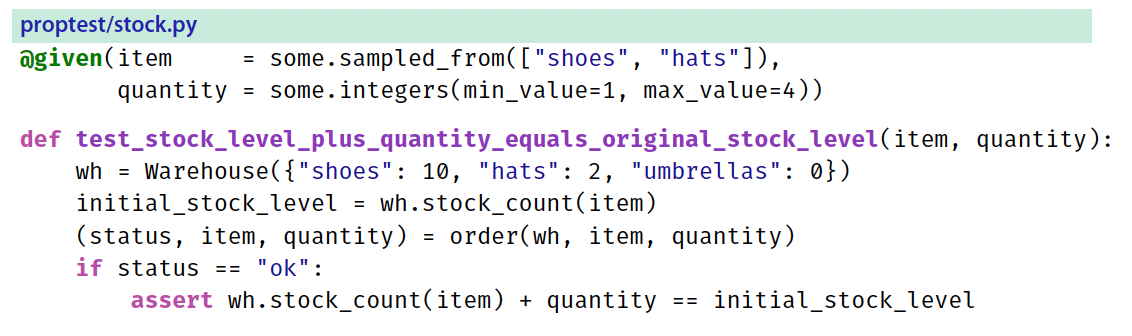 proptest/stock.py
@given(item     = some.sampled_from(["shoes", "hats"]),
       quantity = some.integers(min_value=1, max_value=4))
def test_stock_level_plus_quantity_equals_original_stock_level(item, quantity):
    wh = Warehouse({"shoes": 10, "hats": 2, "umbrellas": 0})
    initial_stock_level = wh.stock_count(item)
    (status, item, quantity) = order(wh, item, quantity)
    if status == "ok":
        assert wh.stock_count(item) + quantity == initial_stock_level